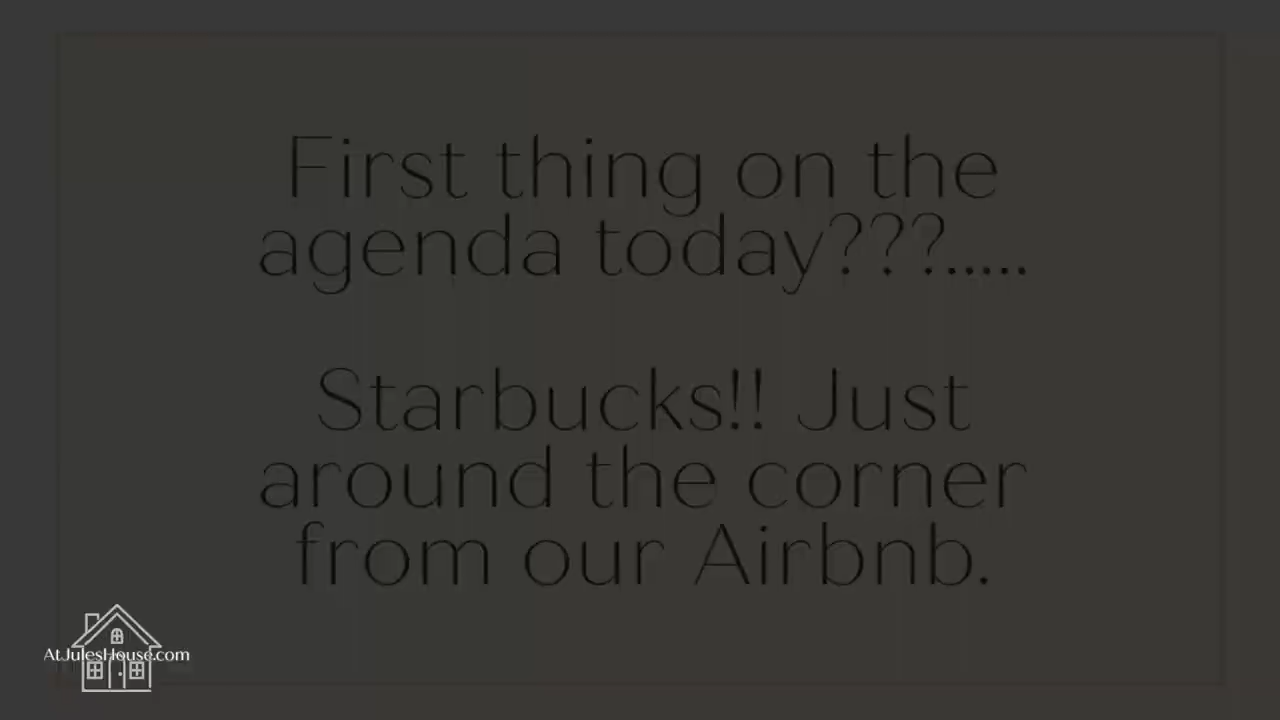 First thing on the
agenda today???.....
Starbucks!! Just
around the corner
from our Airbnb.
AtJulesHouse.com